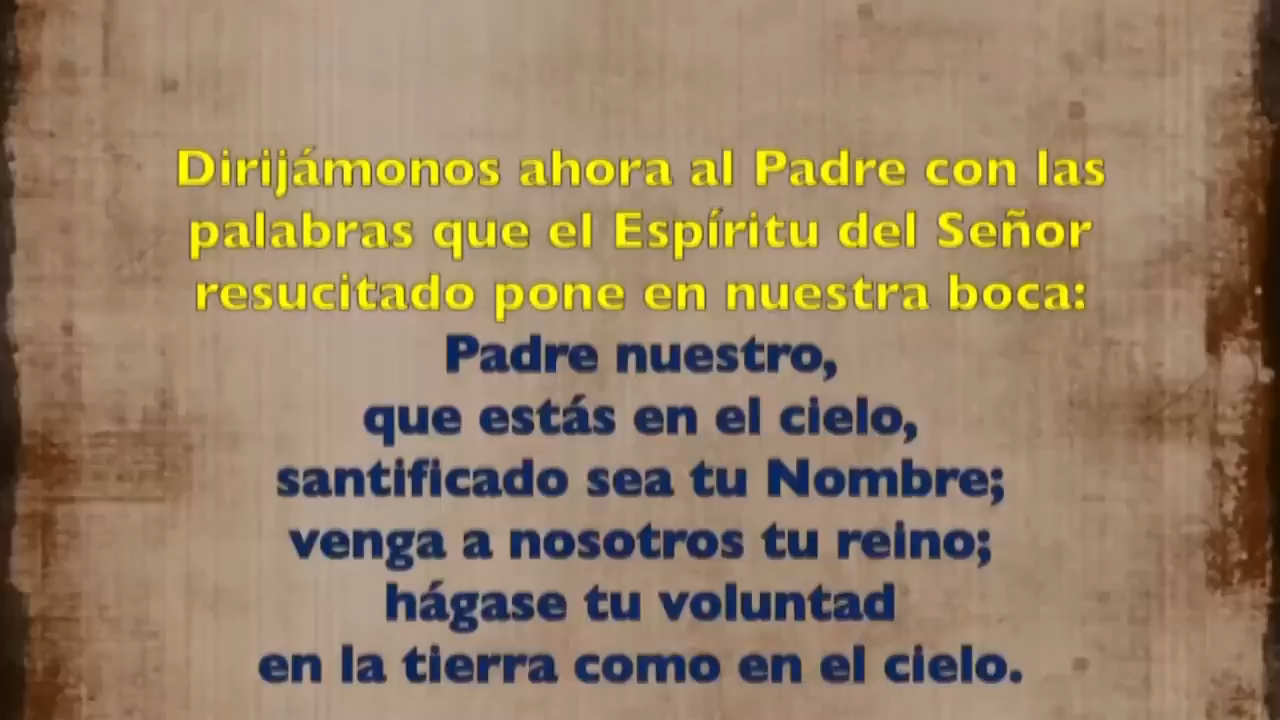 Dirijámonos ahora al Padre con las
palabras que el Espíritu del Señor
resucitado pone en nuestra boca:
Padre nuestro,
que estás en el cielo,
santificado sea tu Nombre;
venga a nosotros tu reino;
hágase tu voluntad
en la tierra como en el cielo.